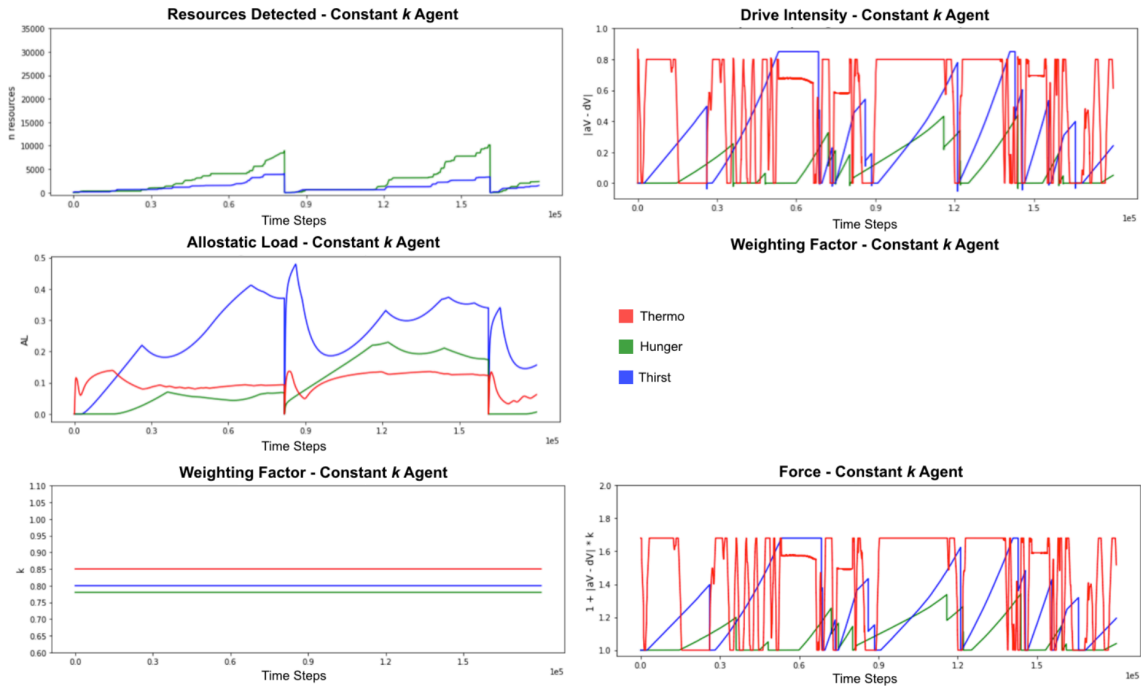 Resources Detected - Constant k Agent
35000
30000
25000
20000
15000
10000
5000
0
n resources
0.0 0.3 0.6 0.9 1.2 1.5
1e5
Time Steps
Drive Intensity - Constant k Agent
1.0
0.8
0.6
0.4
0.2
0.0
|aV - dV|
0.0 0.3 0.6 0.9 1.2 1.5
1e5
Time Steps
Allostatic Load - Constant k Agent
0.5
0.4
0.3
0.2
0.1
0.0
AL
0.0 0.3 0.6 0.9 1.2 1.5
1e5
Time Steps
Weighting Factor - Constant k Agent
Thermo
Hunger
Thirst
Weighting Factor - Constant k Agent
1.10
1.05
1.00
0.95
0.90
0.85
0.80
0.75
0.70
0.65
0.60
k
0.0 0.3 0.6 0.9 1.2 1.5
1e5
Time Steps
Force - Constant k Agent
2.0
1.8
1.6
1.4
1.2
1.0
1 + |aV - dV| * k
0.0 0.3 0.6 0.9 1.2 1.5
1e5
Time Steps